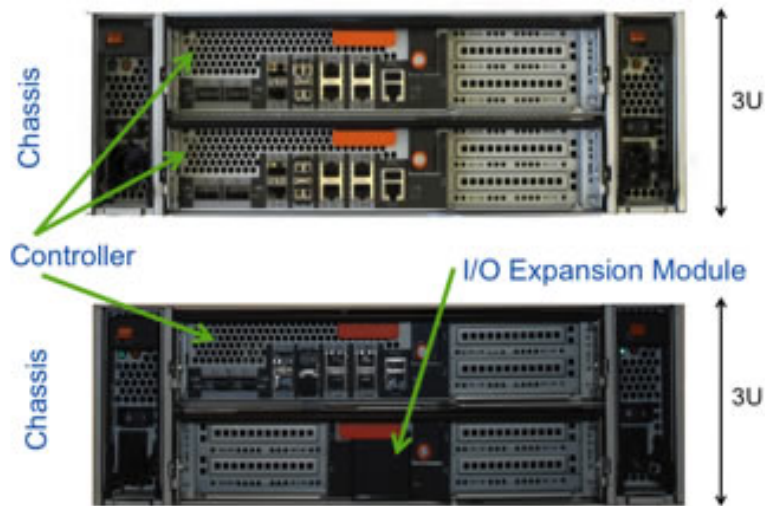 Chassis
3U
Controller
I/O Expansion Module
Chassis
3U